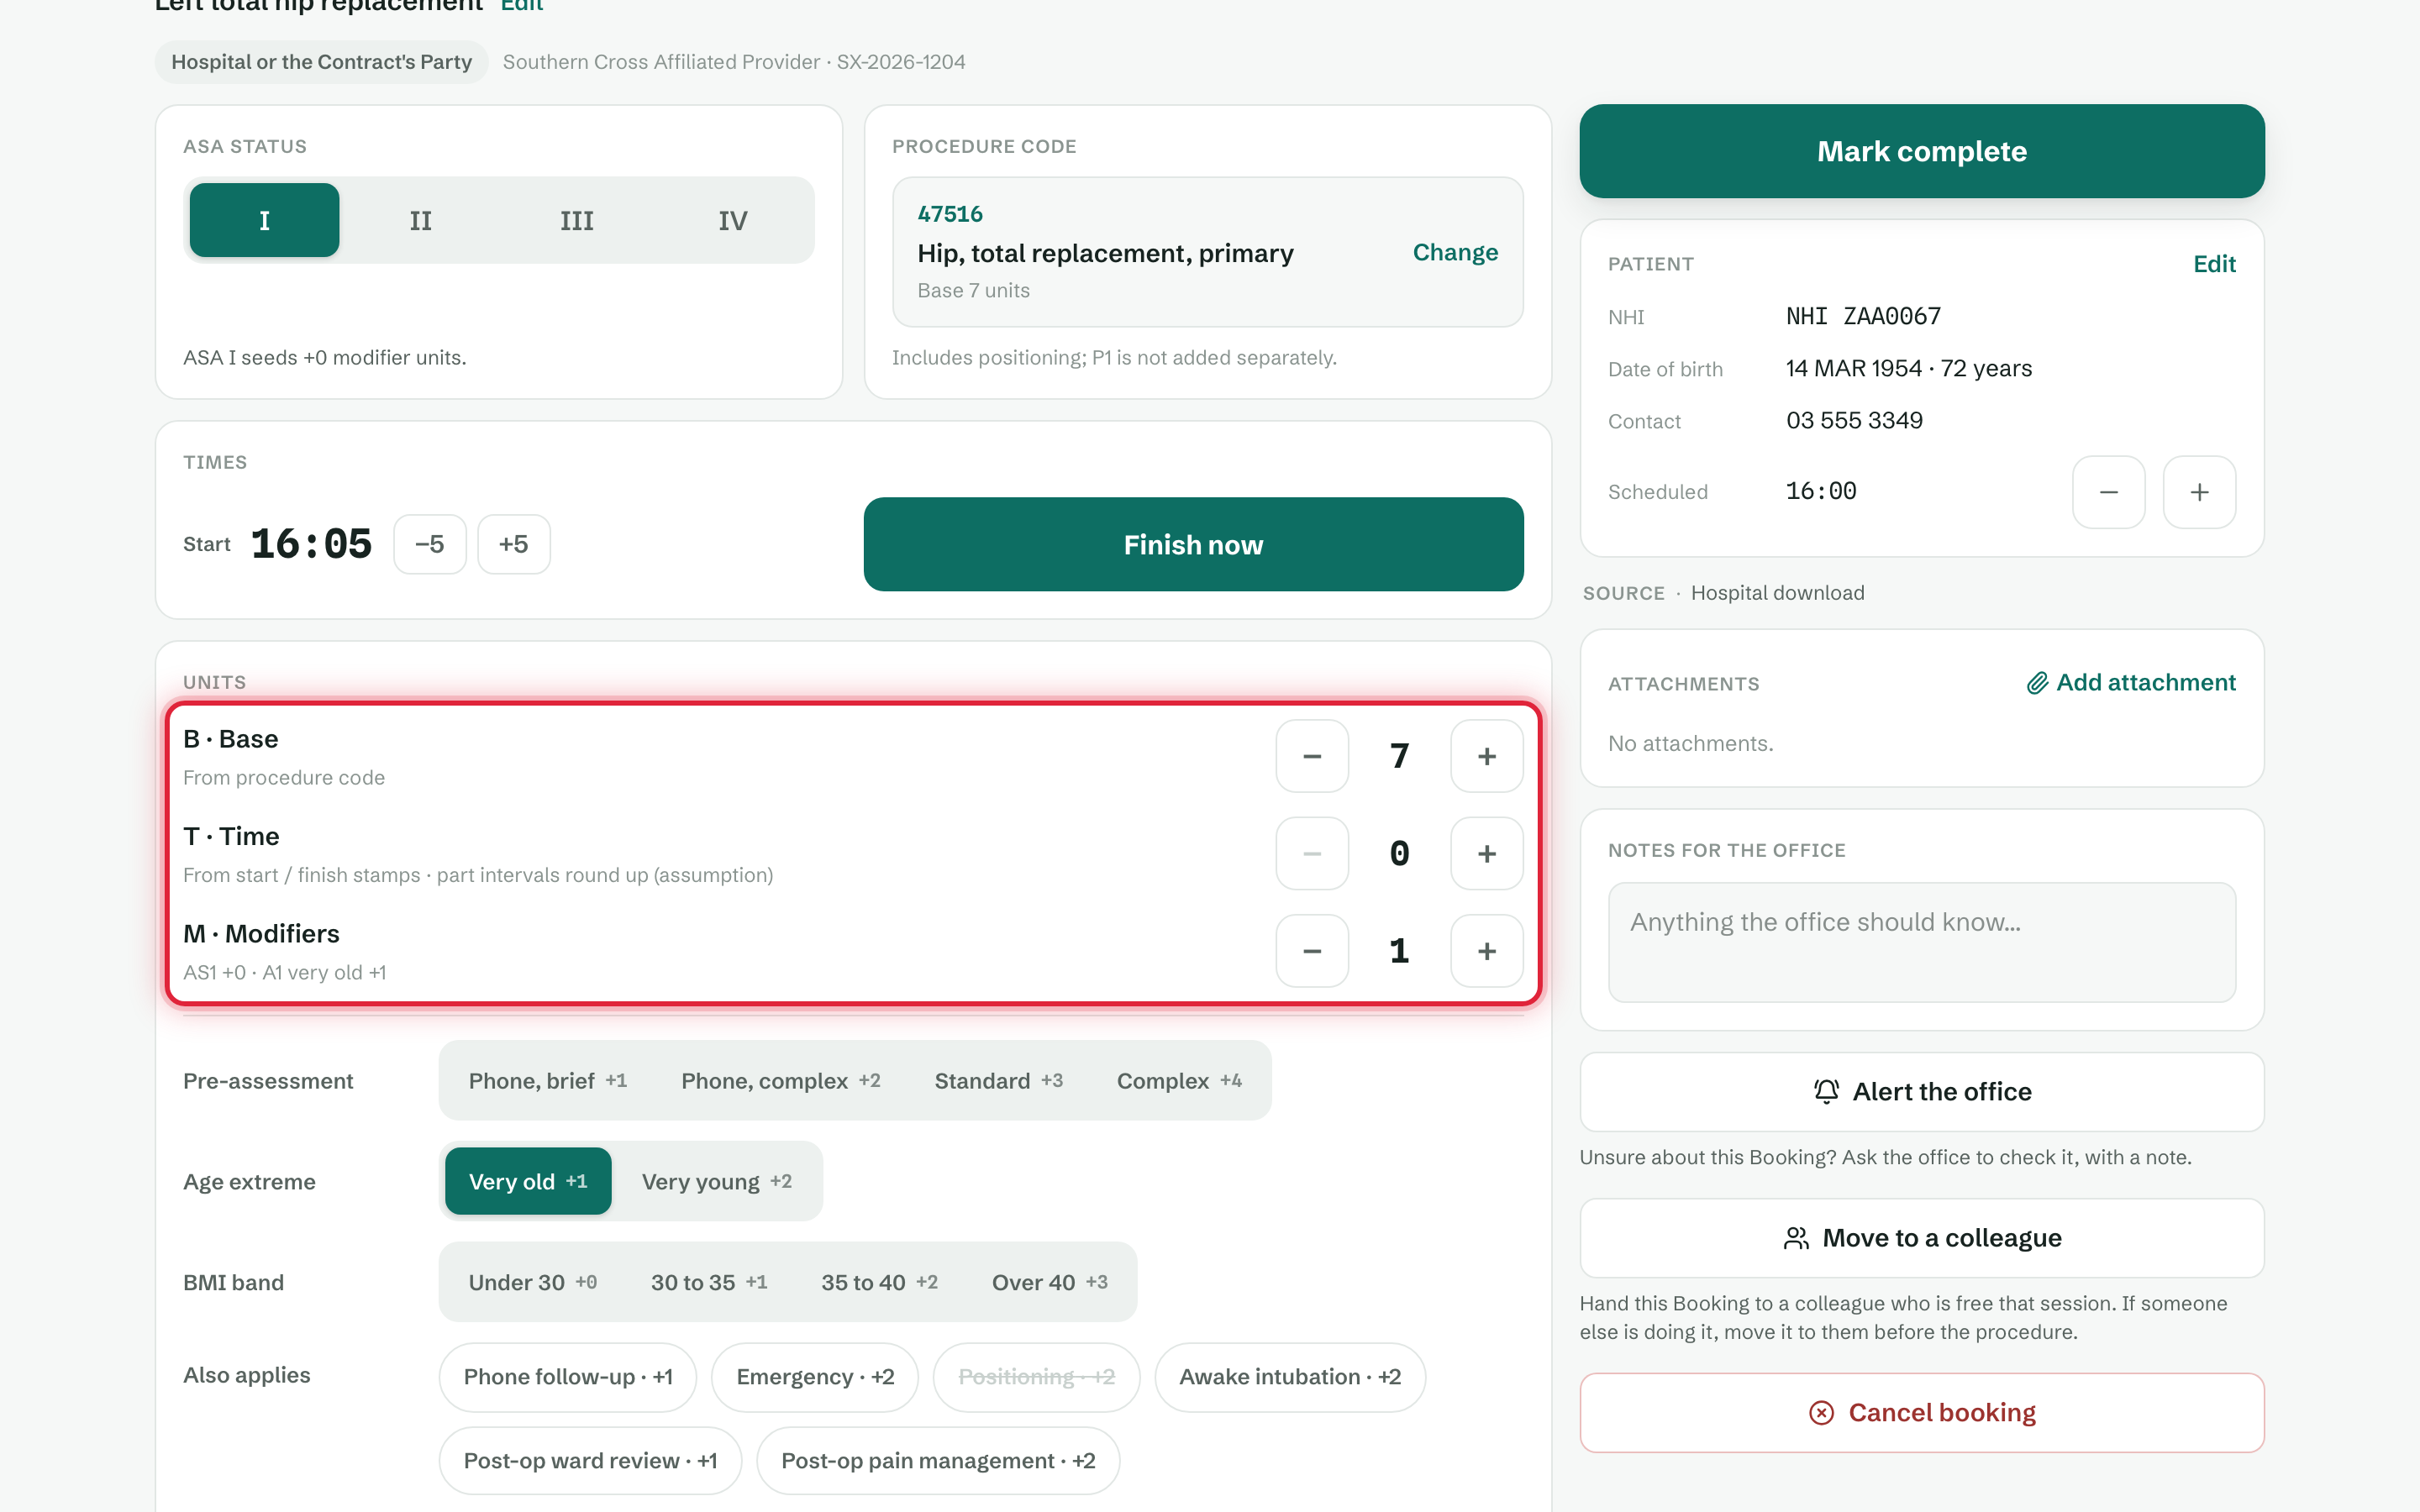 Left total hip replacement Edit
Hospital or the Contract's Party Southern Cross Affiliated Provider · SX-2026-1204
ASA STATUS
I II III IV
ASA I seeds +0 modifier units.
PROCEDURE CODE
47516
Hip, total replacement, primary Change
Base 7 units
Includes positioning; P1 is not added separately.
TIMES
Start 16:05 −5 +5 Finish now
UNITS
B · Base
From procedure code
− 7 +
T · Time
From start / finish stamps · part intervals round up (assumption)
− 0 +
M · Modifiers
AS1 +0 · A1 very old +1
− 1 +
Pre-assessment Phone, brief +1 Phone, complex +2 Standard +3 Complex +4
Age extreme Very old +1 Very young +2
BMI band Under 30 +0 30 to 35 +1 35 to 40 +2 Over 40 +3
Also applies Phone follow-up · +1 Emergency · +2 Positioning · +2 Awake intubation · +2
Post-op ward review · +1 Post-op pain management · +2
Mark complete
PATIENT Edit
NHI NHI ZAA0067
Date of birth 14 MAR 1954 · 72 years
Contact 03 555 3349
Scheduled 16:00 − +
SOURCE · Hospital download
ATTACHMENTS Add attachment
No attachments.
NOTES FOR THE OFFICE
Anything the office should know...
Alert the office
Unsure about this Booking? Ask the office to check it, with a note.
Move to a colleague
Hand this Booking to a colleague who is free that session. If someone
else is doing it, move it to them before the procedure.
Cancel booking